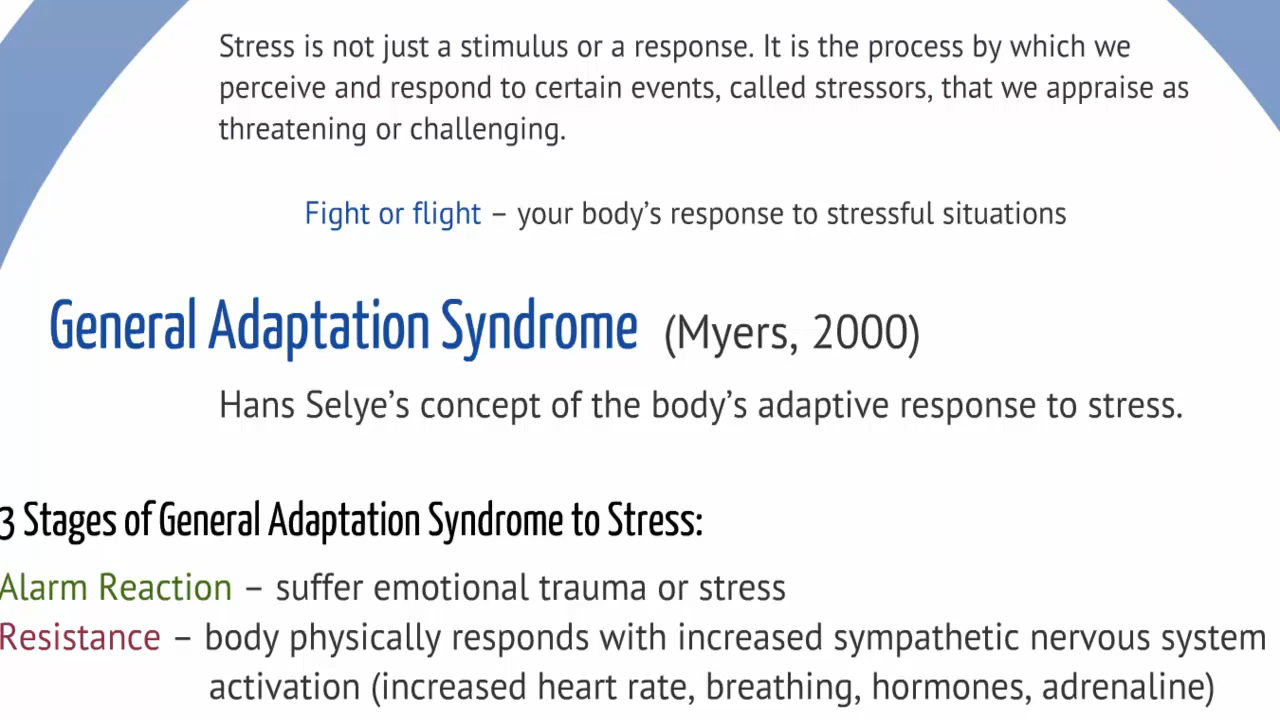 Stress is not just a stimulus or a response. It is the process by which we
perceive and respond to certain events, called stressors, that we appraise as
threatening or challenging.
Fight or flight – your body’s response to stressful situations
General Adaptation Syndrome (Myers, 2000)
Hans Selye’s concept of the body’s adaptive response to stress.
3 Stages of General Adaptation Syndrome to Stress:
Alarm Reaction – suffer emotional trauma or stress
Resistance – body physically responds with increased sympathetic nervous system
activation (increased heart rate, breathing, hormones, adrenaline)